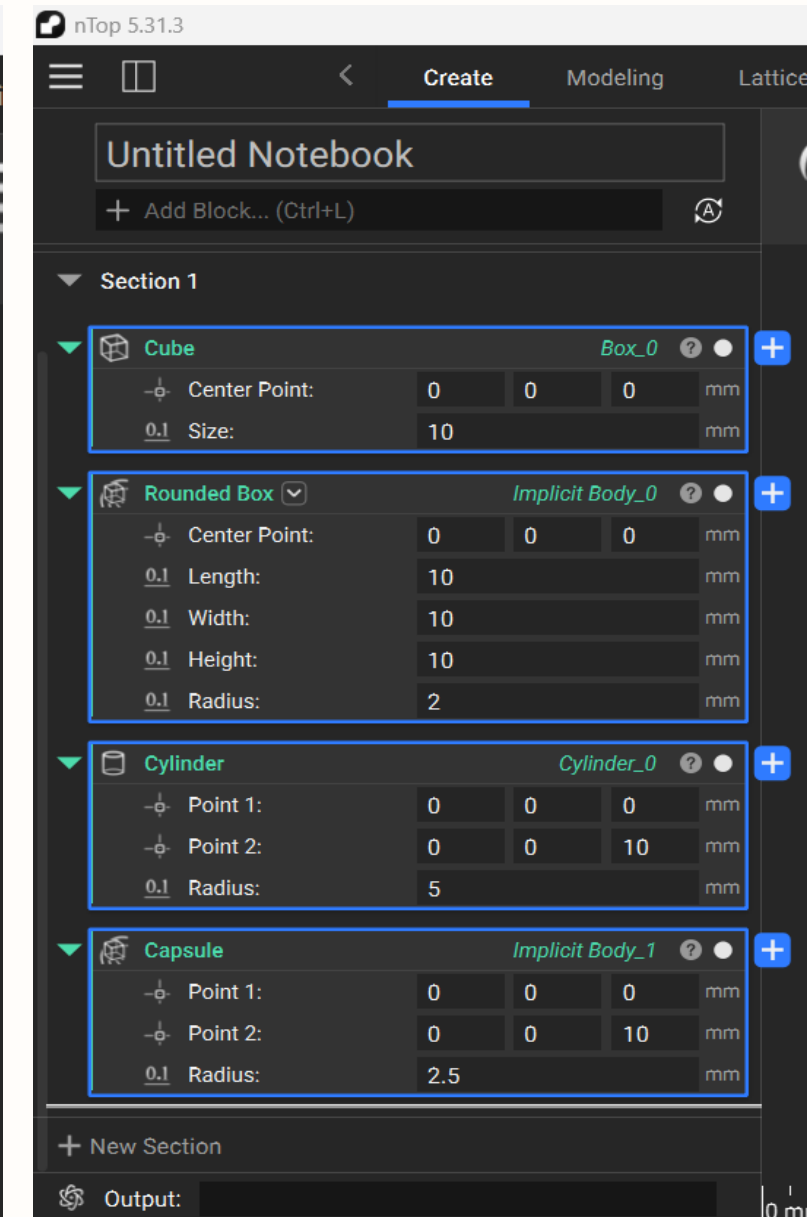 nTop 5.31.3
Create Modeling Lattice
Untitled Notebook
+ Add Block... (Ctrl+L) A
Section 1
Cube Box_0 ?
Center Point: 0 0 0 mm
0.1 Size: 10 mm
Rounded Box Implicit Body_0 ?
Center Point: 0 0 0 mm
0.1 Length: 10 mm
0.1 Width: 10 mm
0.1 Height: 10 mm
0.1 Radius: 2 mm
Cylinder Cylinder_0 ?
Point 1: 0 0 0 mm
Point 2: 0 0 10 mm
0.1 Radius: 5 mm
Capsule Implicit Body_1 ?
Point 1: 0 0 0 mm
Point 2: 0 0 10 mm
0.1 Radius: 2.5 mm
+ New Section
Output:
0 m